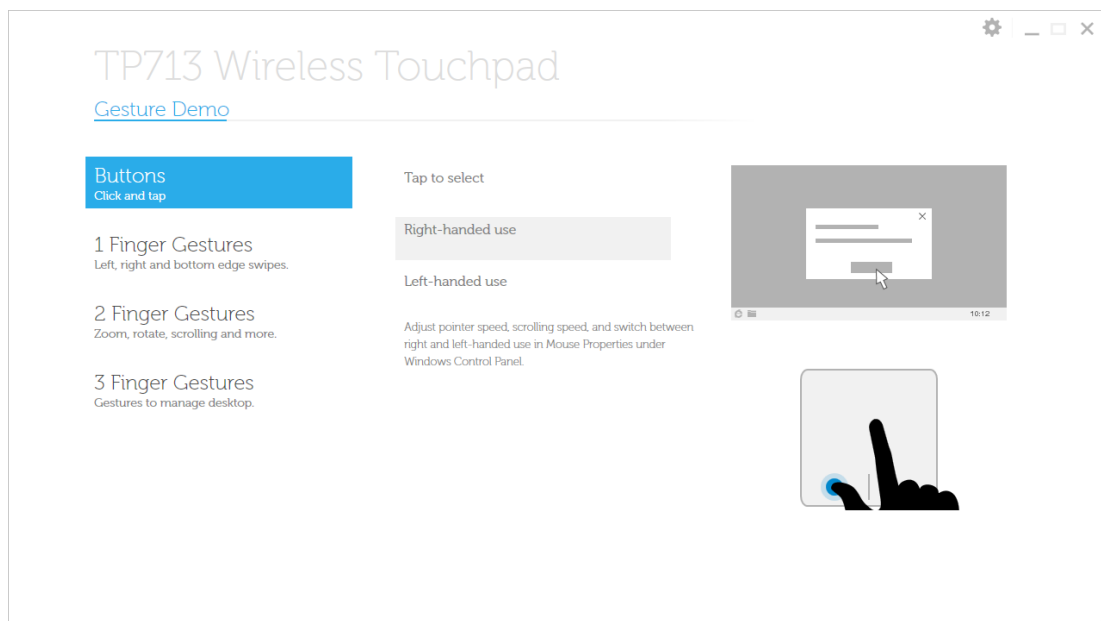 TP713 Wireless Touchpad
Gesture Demo
Buttons
Click and tap
1 Finger Gestures
Left, right and bottom edge swipes.
2 Finger Gestures
Zoom, rotate, scrolling and more.
3 Finger Gestures
Gestures to manage desktop.
Tap to select
Right-handed use
Left-handed use
Adjust pointer speed, scrolling speed, and switch between
right and left-handed use in Mouse Properties under
Windows Control Panel.
10:12